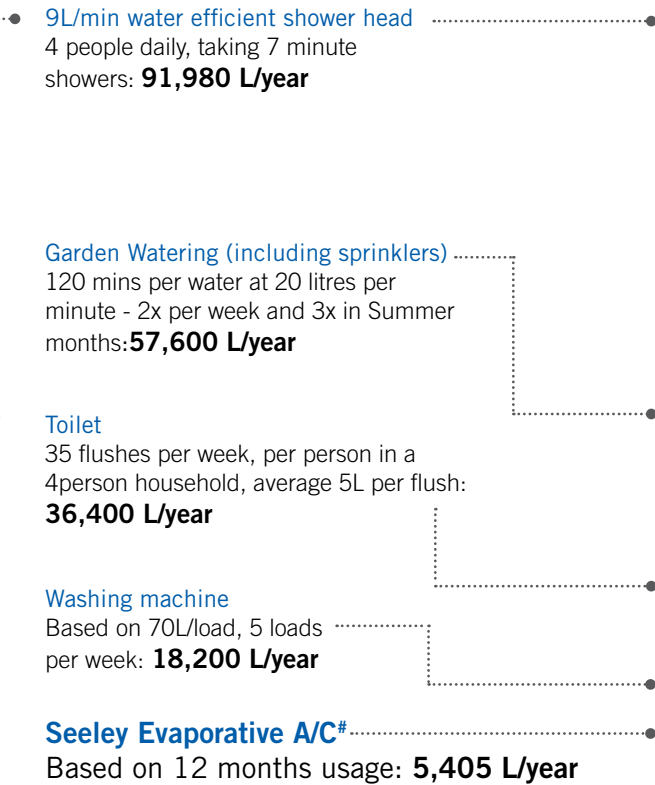 9L/min water efficient shower head
4 people daily, taking 7 minute
showers: 91,980 L/year
Garden Watering (including sprinklers)
120 mins per water at 20 litres per
minute - 2x per week and 3x in Summer
months:57,600 L/year
Toilet
35 flushes per week, per person in a
4person household, average 5L per flush:
36,400 L/year
Washing machine
Based on 70L/load, 5 loads
per week: 18,200 L/year
Seeley Evaporative A/C#
Based on 12 months usage: 5,405 L/year